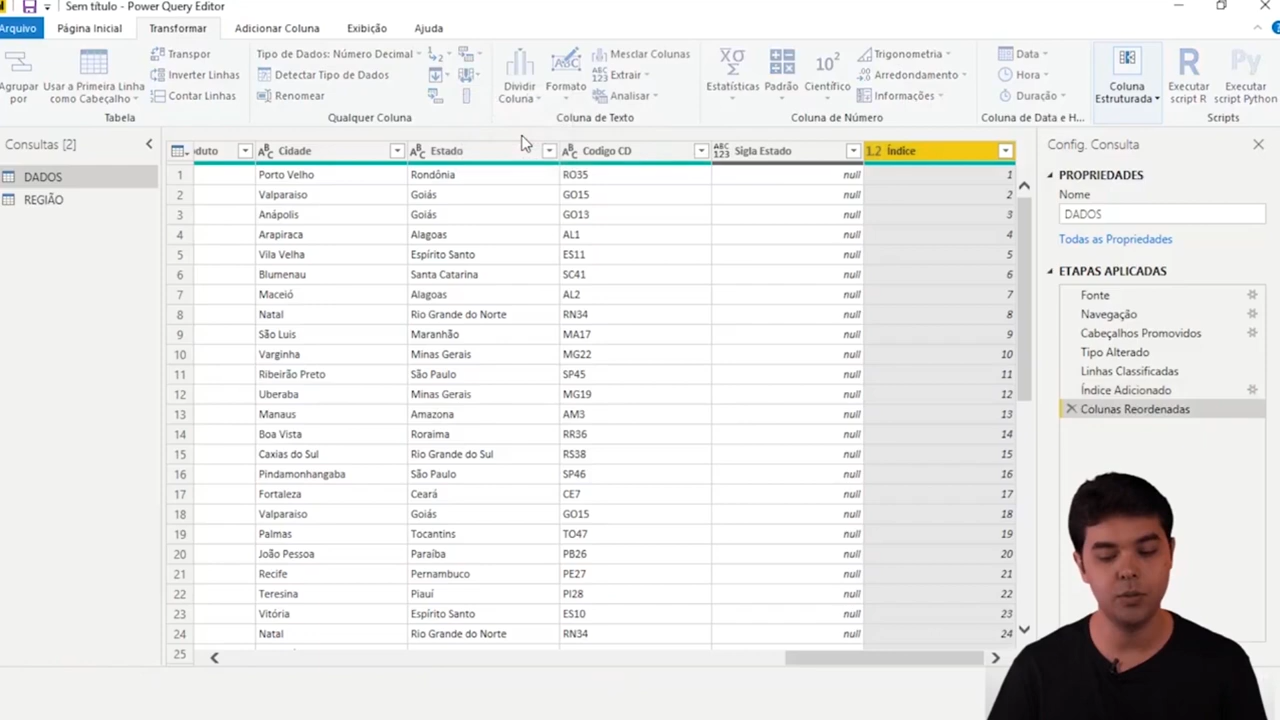 Sem título - Power Query Editor
Arquivo Página Inicial Transformar Adicionar Coluna Exibição Ajuda
Agrupar por
Usar a Primeira Linha como Cabeçalho
Transpor
Inverter Linhas
Contar Linhas
Tabela
Tipo de Dados: Número Decimal
Detectar Tipo de Dados
Renomear
Qualquer Coluna
Dividir Coluna
Formato
Mesclar Colunas
Extrair
Analisar
Coluna de Texto
Estatísticas
Padrão
Científico
Trigonometria
Arredondamento
Informações
Coluna de Número
Data
Hora
Duração
Coluna de Data e H...
Coluna Estruturada
Executar script R
Executar script Python
Scripts
Consultas [2]
DADOS
REGIÃO
duto Cidade Estado Codigo CD Sigla Estado 1.2 Índice
1 Porto Velho Rondônia RO35 null 1
2 Valparaiso Goiás GO15 null 2
3 Anápolis Goiás GO13 null 3
4 Arapiraca Alagoas AL1 null 4
5 Vila Velha Espírito Santo ES11 null 5
6 Blumenau Santa Catarina SC41 null 6
7 Maceió Alagoas AL2 null 7
8 Natal Rio Grande do Norte RN34 null 8
9 São Luis Maranhão MA17 null 9
10 Varginha Minas Gerais MG22 null 10
11 Ribeirão Preto São Paulo SP45 null 11
12 Uberaba Minas Gerais MG19 null 12
13 Manaus Amazona AM3 null 13
14 Boa Vista Roraima RR36 null 14
15 Caxias do Sul Rio Grande do Sul RS38 null 15
16 Pindamonhangaba São Paulo SP46 null 16
17 Fortaleza Ceará CE7 null 17
18 Valparaiso Goiás GO15 null 18
19 Palmas Tocantins TO47 null 19
20 João Pessoa Paraíba PB26 null 20
21 Recife Pernambuco PE27 null 21
22 Teresina Piauí PI28 null 22
23 Vitória Espírito Santo ES10 null 23
24 Natal Rio Grande do Norte RN34 null 24
25
Config. Consulta
PROPRIEDADES
Nome
DADOS
Todas as Propriedades
ETAPAS APLICADAS
Fonte
Navegação
Cabeçalhos Promovidos
Tipo Alterado
Linhas Classificadas
Índice Adicionado
Colunas Reordenadas